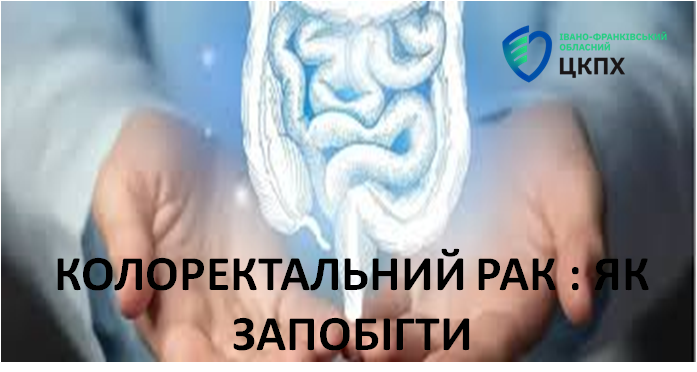 ІВАНО-ФРАНКІВСЬКИЙ
ОБЛАСНИЙ
ЦКПХ
КОЛОРЕКТАЛЬНИЙ РАК : ЯК
ЗАПОБІГТИ